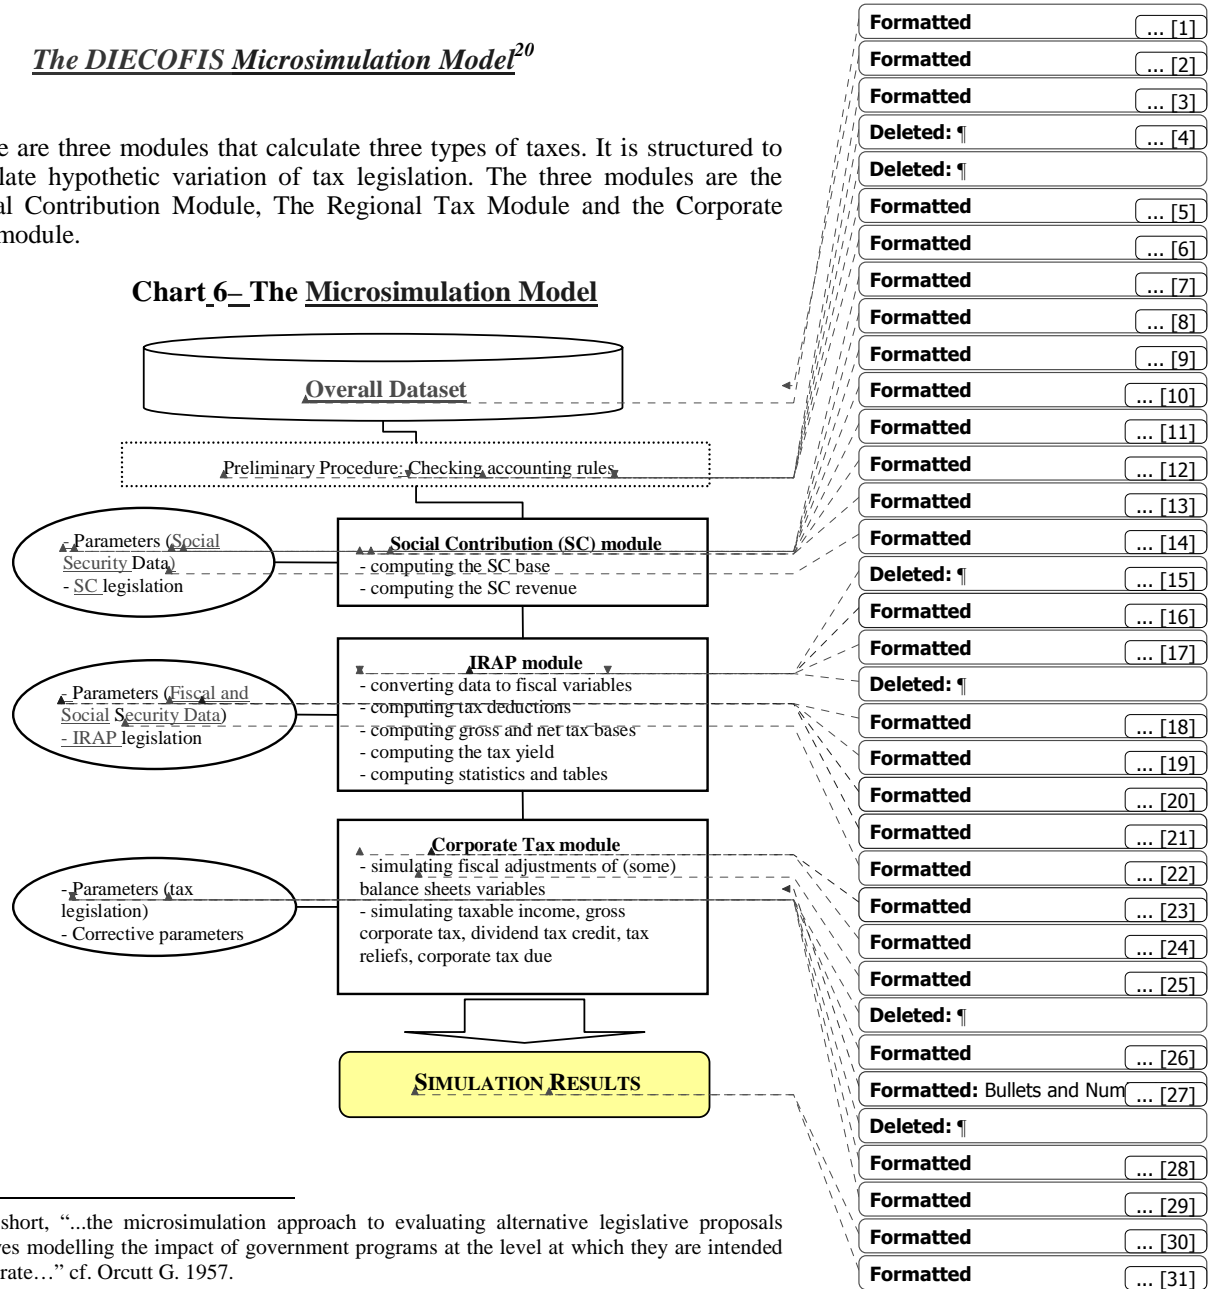 The DIECOFIS Microsimulation Model20
e are three modules that calculate three types of taxes. It is structured to
late hypothetic variation of tax legislation. The three modules are the
al Contribution Module, The Regional Tax Module and the Corporate
module.
Chart 6– The Microsimulation Model
Overall Dataset
Preliminary Procedure: Checking accounting rules
- Parameters (Social
Security Data)
- SC legislation
Social Contribution (SC) module
- computing the SC base
- computing the SC revenue
- Parameters (Fiscal and
Social Security Data)
- IRAP legislation
IRAP module
- converting data to fiscal variables
- computing tax deductions
- computing gross and net tax bases
- computing the tax yield
- computing statistics and tables
- Parameters (tax
legislation)
- Corrective parameters
Corporate Tax module
- simulating fiscal adjustments of (some)
balance sheets variables
- simulating taxable income, gross
corporate tax, dividend tax credit, tax
reliefs, corporate tax due
SIMULATION RESULTS
short, “...the microsimulation approach to evaluating alternative legislative proposals
ves modelling the impact of government programs at the level at which they are intended
rate…” cf. Orcutt G. 1957.
Formatted ... [1]
Formatted ... [2]
Formatted ... [3]
Deleted: ¶ ... [4]
Deleted: ¶
Formatted ... [5]
Formatted ... [6]
Formatted ... [7]
Formatted ... [8]
Formatted ... [9]
Formatted ... [10]
Formatted ... [11]
Formatted ... [12]
Formatted ... [13]
Formatted ... [14]
Deleted: ¶ ... [15]
Formatted ... [16]
Formatted ... [17]
Deleted: ¶
Formatted ... [18]
Formatted ... [19]
Formatted ... [20]
Formatted ... [21]
Formatted ... [22]
Formatted ... [23]
Formatted ... [24]
Formatted ... [25]
Deleted: ¶
Formatted ... [26]
Formatted: Bullets and Num ... [27]
Deleted: ¶
Formatted ... [28]
Formatted ... [29]
Formatted ... [30]
Formatted ... [31]